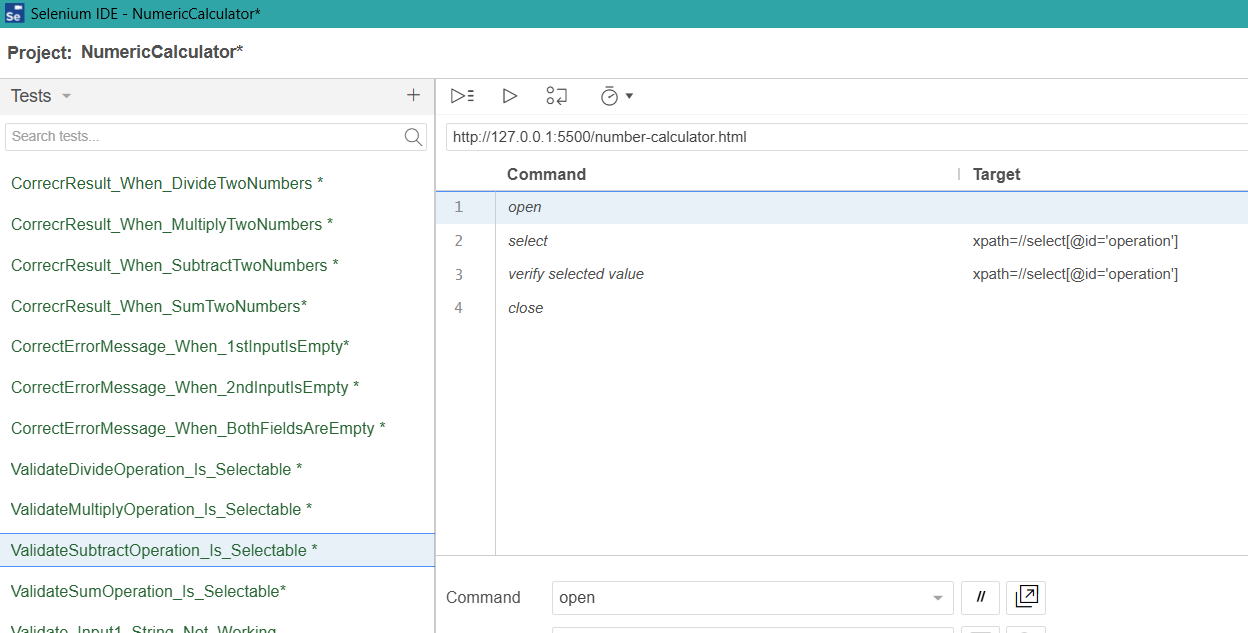 Selenium IDE - NumericCalculator*
Project: NumericCalculator*
Tests
Search tests...
CorrecrResult_When_DivideTwoNumbers *
CorrecrResult_When_MultiplyTwoNumbers *
CorrecrResult_When_SubtractTwoNumbers *
CorrecrResult_When_SumTwoNumbers*
CorrectErrorMessage_When_1stInputIsEmpty*
CorrectErrorMessage_When_2ndInputIsEmpty *
CorrectErrorMessage_When_BothFieldsAreEmpty *
ValidateDivideOperation_Is_Selectable *
ValidateMultiplyOperation_Is_Selectable *
ValidateSubtractOperation_Is_Selectable *
ValidateSumOperation_Is_Selectable*
Validate_Input1_String_Not_Working
http://127.0.0.1:5500/number-calculator.html
Command Target
1 open
2 select xpath=//select[@id='operation']
3 verify selected value xpath=//select[@id='operation']
4 close
Command open //